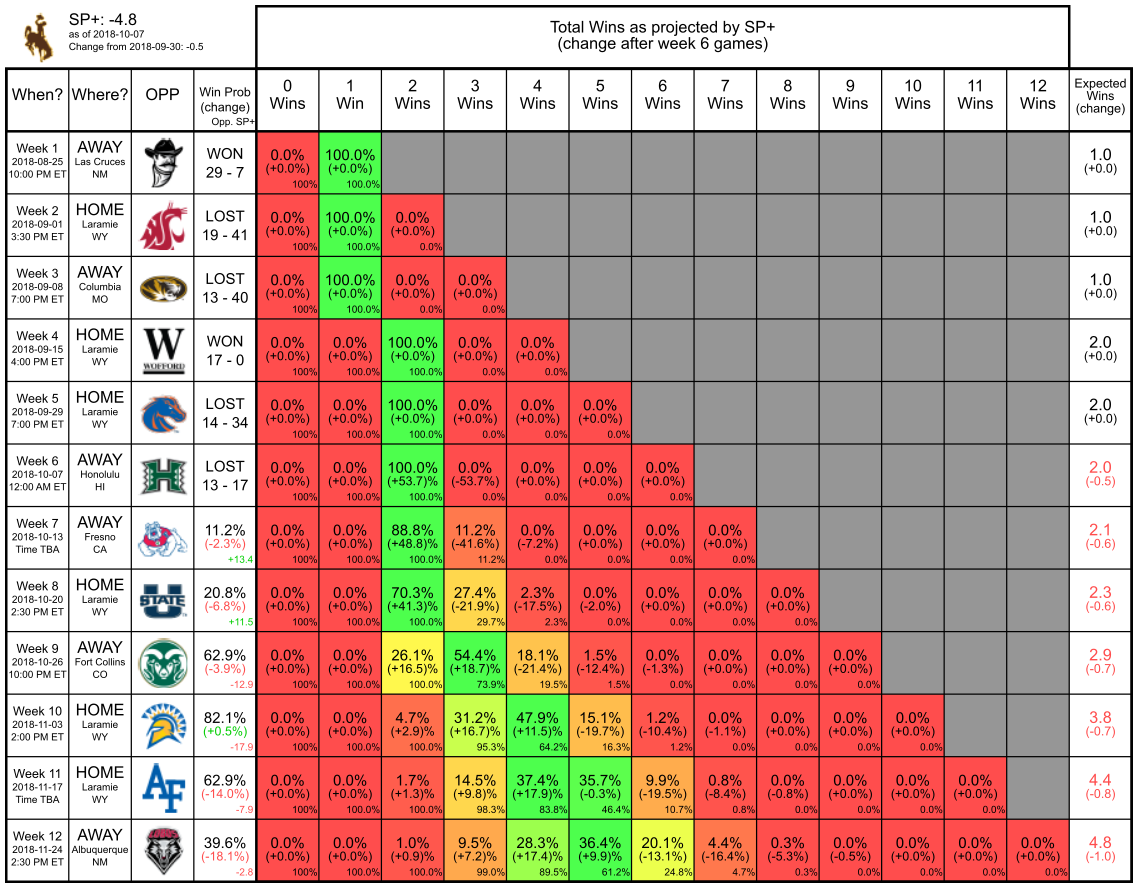 SP+: -4.8
as of 2018-10-07
Change from 2018-09-30: -0.5
Total Wins as projected by SP+
(change after week 6 games)
When? Where? OPP Win Prob (change) Opp. SP+ 0 Wins 1 Win 2 Wins 3 Wins 4 Wins 5 Wins 6 Wins 7 Wins 8 Wins 9 Wins 10 Wins 11 Wins 12 Wins Expected Wins (change)
Week 1 AWAY WON 0.0% 100.0% 1.0
2018-08-25 Las Cruces 29 - 7 (+0.0%) (+0.0%) (+0.0)
10:00 PM ET NM 100% 100.0%
Week 2 HOME LOST 0.0% 100.0% 0.0% 1.0
2018-09-01 Laramie 19 - 41 (+0.0%) (+0.0%) (+0.0%) (+0.0)
3:30 PM ET WY 100% 100.0% 0.0%
Week 3 AWAY LOST 0.0% 100.0% 0.0% 0.0% 1.0
2018-09-08 Columbia 13 - 40 (+0.0%) (+0.0%) (+0.0%) (+0.0%) (+0.0)
7:00 PM ET MO 100% 100.0% 0.0% 0.0%
Week 4 HOME W WON 0.0% 0.0% 100.0% 0.0% 0.0% 2.0
2018-09-15 Laramie 17 - 0 (+0.0%) (+0.0%) (+0.0%) (+0.0%) (+0.0%) (+0.0)
4:00 PM ET WY WOFFORD 100% 100.0% 100.0% 0.0% 0.0%
Week 5 HOME LOST 0.0% 0.0% 100.0% 0.0% 0.0% 0.0% 2.0
2018-09-29 Laramie 14 - 34 (+0.0%) (+0.0%) (+0.0%) (+0.0%) (+0.0%) (+0.0%) (+0.0)
7:00 PM ET WY 100% 100.0% 100.0% 0.0% 0.0% 0.0%
Week 6 AWAY H LOST 0.0% 0.0% 100.0% 0.0% 0.0% 0.0% 0.0% 2.0
2018-10-07 Honolulu 13 - 17 (+0.0%) (+0.0%) (+53.7)% (-53.7%) (+0.0%) (+0.0%) (+0.0%) (-0.5)
12:00 AM ET HI 100% 100.0% 100.0% 0.0% 0.0% 0.0% 0.0%
Week 7 AWAY 11.2% 0.0% 0.0% 88.8% 11.2% 0.0% 0.0% 0.0% 0.0% 2.1
2018-10-13 Fresno (-2.3%) (+0.0%) (+0.0%) (+48.8)% (-41.6%) (-7.2%) (+0.0%) (+0.0%) (+0.0%) (-0.6)
Time TBA CA +13.4 100% 100.0% 100.0% 11.2% 0.0% 0.0% 0.0% 0.0%
Week 8 HOME U 20.8% 0.0% 0.0% 70.3% 27.4% 2.3% 0.0% 0.0% 0.0% 0.0% 2.3
2018-10-20 Laramie STATE (-6.8%) (+0.0%) (+0.0%) (+41.3)% (-21.9%) (-17.5%) (-2.0%) (+0.0%) (+0.0%) (+0.0%) (-0.6)
2:30 PM ET WY +11.5 100% 100.0% 100.0% 29.7% 2.3% 0.0% 0.0% 0.0% 0.0%
Week 9 AWAY 62.9% 0.0% 0.0% 26.1% 54.4% 18.1% 1.5% 0.0% 0.0% 0.0% 0.0% 2.9
2018-10-26 Fort Collins (-3.9%) (+0.0%) (+0.0%) (+16.5)% (+18.7)% (-21.4%) (-12.4%) (-1.3%) (+0.0%) (+0.0%) (+0.0%) (-0.7)
10:00 PM ET CO -12.9 100% 100.0% 100.0% 73.9% 19.5% 1.5% 0.0% 0.0% 0.0% 0.0%
Week 10 HOME 82.1% 0.0% 0.0% 4.7% 31.2% 47.9% 15.1% 1.2% 0.0% 0.0% 0.0% 0.0% 3.8
2018-11-03 Laramie (+0.5%) (+0.0%) (+0.0%) (+2.9%) (+16.7%) (+11.5)% (-19.7%) (-10.4%) (-1.1%) (+0.0%) (+0.0%) (+0.0%) (-0.7)
2:00 PM ET WY -17.9 100% 100.0% 100.0% 95.3% 64.2% 16.3% 1.2% 0.0% 0.0% 0.0% 0.0%
Week 11 HOME AF 62.9% 0.0% 0.0% 1.7% 14.5% 37.4% 35.7% 9.9% 0.8% 0.0% 0.0% 0.0% 0.0% 4.4
2018-11-17 Laramie (-14.0%) (+0.0%) (+0.0%) (+1.3%) (+9.8%) (+17.9%) (-0.3%) (-19.5%) (-8.4%) (-0.8%) (+0.0%) (+0.0%) (+0.0%) (-0.8)
Time TBA WY -7.9 100% 100.0% 100.0% 98.3% 83.8% 46.4% 10.7% 0.8% 0.0% 0.0% 0.0% 0.0%
Week 12 AWAY 39.6% 0.0% 0.0% 1.0% 9.5% 28.3% 36.4% 20.1% 4.4% 0.3% 0.0% 0.0% 0.0% 0.0% 4.8
2018-11-24 Albuquerque (-18.1%) (+0.0%) (+0.0%) (+0.9%) (+7.2%) (+17.4%) (+9.9%) (-13.1%) (-16.4%) (-5.3%) (-0.5%) (+0.0%) (+0.0%) (+0.0%) (-1.0)
2:30 PM ET NM -2.8 100% 100.0% 100.0% 99.0% 89.5% 61.2% 24.8% 4.7% 0.3% 0.0% 0.0% 0.0% 0.0%